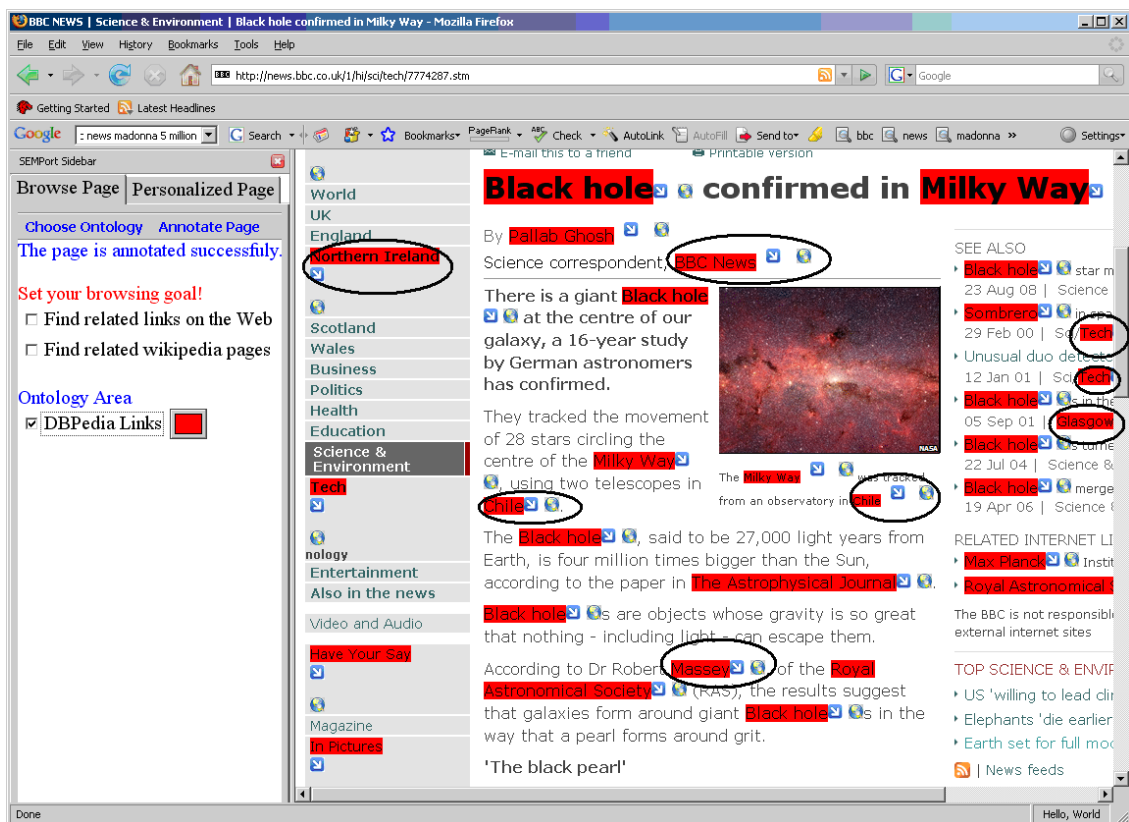 BBC NEWS | Science & Environment | Black hole confirmed in Milky Way - Mozilla Firefox
File Edit View History Bookmarks Tools Help
BBC http://news.bbc.co.uk/1/hi/sci/tech/7774287.stm
G Google
Getting Started Latest Headlines
Google : news madonna 5 million G Search Bookmarks PageRank ABC Check AutoLink AutoFill Send to bbc news madonna » Settings
SEMPort Sidebar
Browse Page Personalized Page
Choose Ontology Annotate Page
The page is annotated successfuly.
Set your browsing goal!
Find related links on the Web
Find related wikipedia pages
Ontology Area
DBPedia Links
World
UK
England
Northern Ireland
Scotland
Wales
Business
Politics
Health
Education
Science &
Environment
Tech
nology
Entertainment
Also in the news
Video and Audio
Have Your Say
Magazine
In Pictures
E-mail this to a friend Printable version
Black hole confirmed in Milky Way
By Pallab Ghosh
Science correspondent, BBC News
There is a giant Black hole
at the centre of our
galaxy, a 16-year study
by German astronomers
has confirmed.
They tracked the movement
of 28 stars circling the
centre of the Milky Way
, using two telescopes in
Chile .
NASA
The Milky Way was tracked
from an observatory in Chile
The Black hole , said to be 27,000 light years from
Earth, is four million times bigger than the Sun,
according to the paper in The Astrophysical Journal .
Black hole s are objects whose gravity is so great
that nothing - including light - can escape them.
According to Dr Robert Massey of the Royal
Astronomical Society (RAS), the results suggest
that galaxies form around giant Black hole s in the
way that a pearl forms around grit.
'The black pearl'
SEE ALSO
Black hole star m
23 Aug 08 | Science
Sombrero in spa
29 Feb 00 | Sci/Tech
Unusual duo detecte
12 Jan 01 | Sci/Tech
Black hole s in the
05 Sep 01 | Glasgow
Black hole s turne
22 Jul 04 | Science &
Black hole merge
19 Apr 06 | Science &
RELATED INTERNET LI
Max Planck Instit
Royal Astronomical S
The BBC is not responsible
external internet sites
TOP SCIENCE & ENVIR
US 'willing to lead cli
Elephants 'die earlier
Earth set for full moo
| News feeds
Done Hello, World